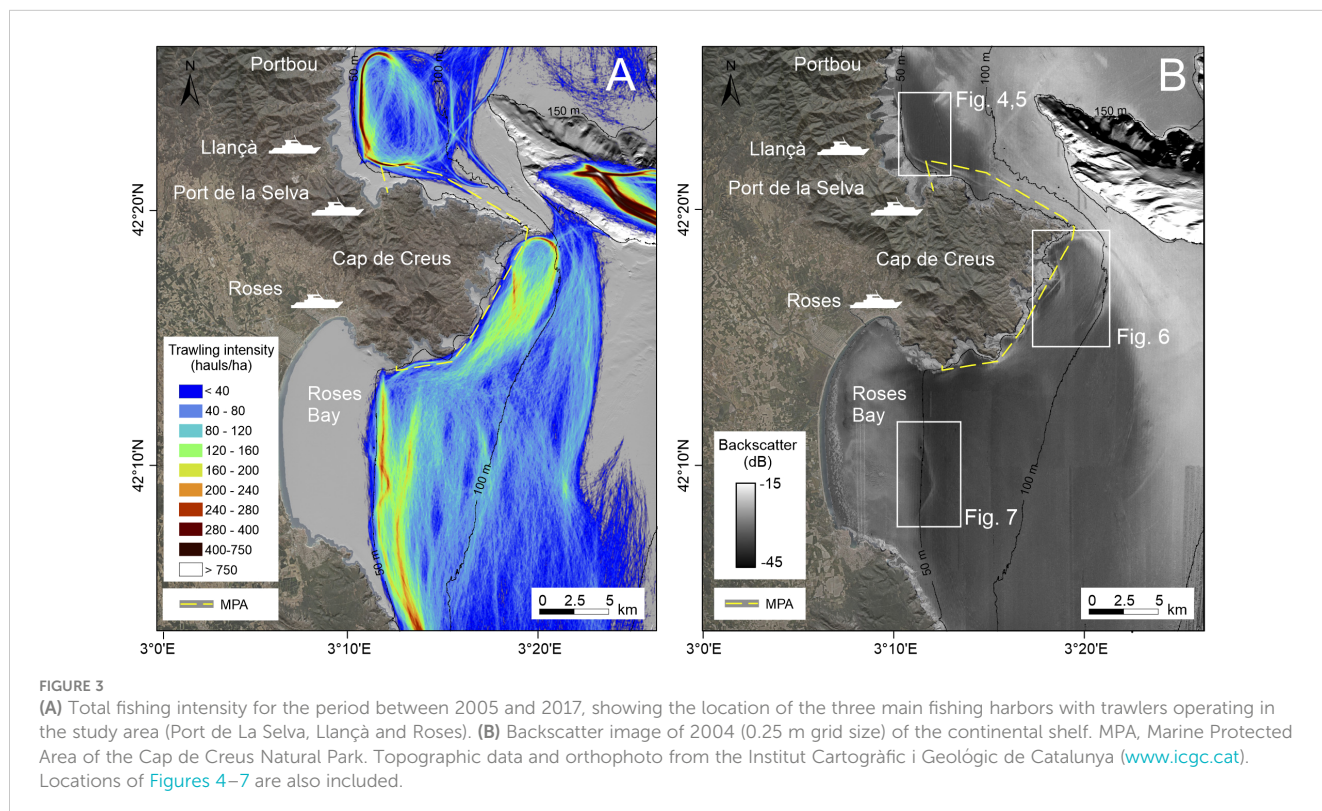 A
N
Portbou
50 m
100 m
150 m
Llançà
Port de la Selva
42°20'N
Cap de Creus
Roses
Trawling intensity
(hauls/ha)
< 40
40 - 80
80 - 120
120 - 160
160 - 200
200 - 240
240 - 280
280 - 400
400-750
> 750
MPA
Roses
Bay
100 m
42°10'N
50 m
0 2.5 5
km
3°0'E
3°10'E
3°20'E
B
N
Portbou
50 m
100 m
150 m
Fig. 4,5
Llançà
Port de la Selva
42°20'N
Cap de Creus
Roses
Fig. 6
Roses
Bay
Backscatter
(dB)
-15
-45
MPA
42°10'N
100 m
Fig. 7
50 m
0 2.5 5
km
3°0'E
3°10'E
3°20'E
FIGURE 3
(A) Total fishing intensity for the period between 2005 and 2017, showing the location of the three main fishing harbors with trawlers operating in
the study area (Port de La Selva, Llançà and Roses). (B) Backscatter image of 2004 (0.25 m grid size) of the continental shelf. MPA, Marine Protected
Area of the Cap de Creus Natural Park. Topographic data and orthophoto from the Institut Cartogràfic i Geológic de Catalunya (www.icgc.cat).
Locations of Figures 4–7 are also included.